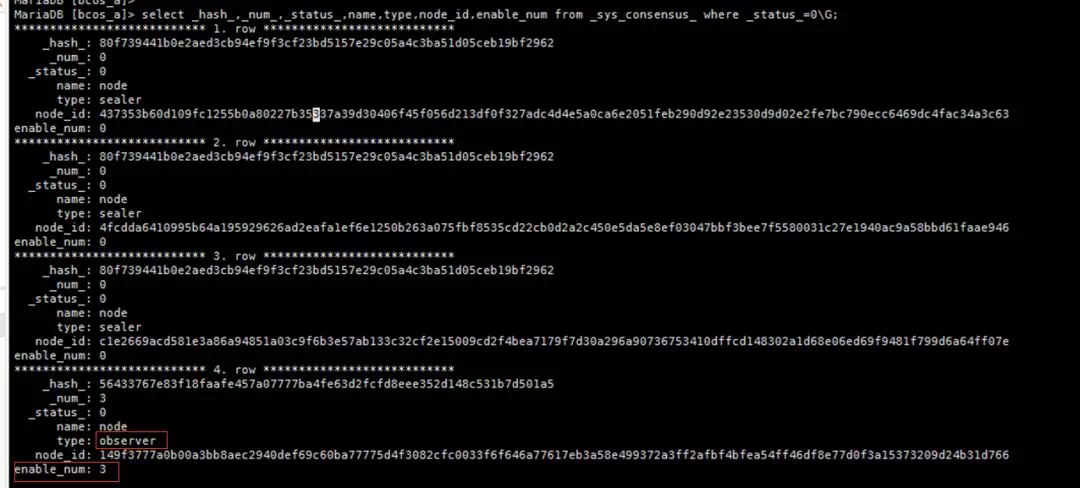 MariaDB [bcos_a]>
MariaDB [bcos_a]> select _hash_,_num_,_status_,name,type,node_id,enable_num from _sys_consensus_ where _status_=0\G;
*************************** 1. row ***************************
_hash_: 80f739441b0e2aed3cb94ef9f3cf23bd5157e29c05a4c3ba51d05ceb19bf2962
_num_: 0
_status_: 0
name: node
type: sealer
node_id: 437353b60d109fc1255b0a80227b35337a39d30406f45f056d213df0f327adc4d4e5a0ca6e2051feb290d92e23530d9d02e2fe7bc790ecc6469dc4fac34a3c63
enable_num: 0
*************************** 2. row ***************************
_hash_: 80f739441b0e2aed3cb94ef9f3cf23bd5157e29c05a4c3ba51d05ceb19bf2962
_num_: 0
_status_: 0
name: node
type: sealer
node_id: 4fcdda6410995b64a195929626ad2eafa1ef6e1250b263a075fbf8535cd22cb0d2a2c450e5da5e8ef03047bbf3bee7f5580031c27e1940ac9a58bbd61faae946
enable_num: 0
*************************** 3. row ***************************
_hash_: 80f739441b0e2aed3cb94ef9f3cf23bd5157e29c05a4c3ba51d05ceb19bf2962
_num_: 0
_status_: 0
name: node
type: sealer
node_id: c1e2669acd581e3a86a94851a03c9f6b3e57ab133c32cf2e15009cd2f4bea7179f7d30a296a90736753410dffcd148302a1d68e06ed69f9481f799d6a64ff07e
enable_num: 0
*************************** 4. row ***************************
_hash_: 56433767e83f18faafe457a07777ba4fe63d2fcfd8eee352d148c531b7d501a5
_num_: 3
_status_: 0
name: node
type: observer
node_id: 149f3777a0b00a3bb8aec2940def69c60ba77775d4f3082cfc0033f6f646a77617eb3a58e499372a3ff2afbf4bfea54ff46df8e77d0f3a15373209d24b31d766
enable_num: 3